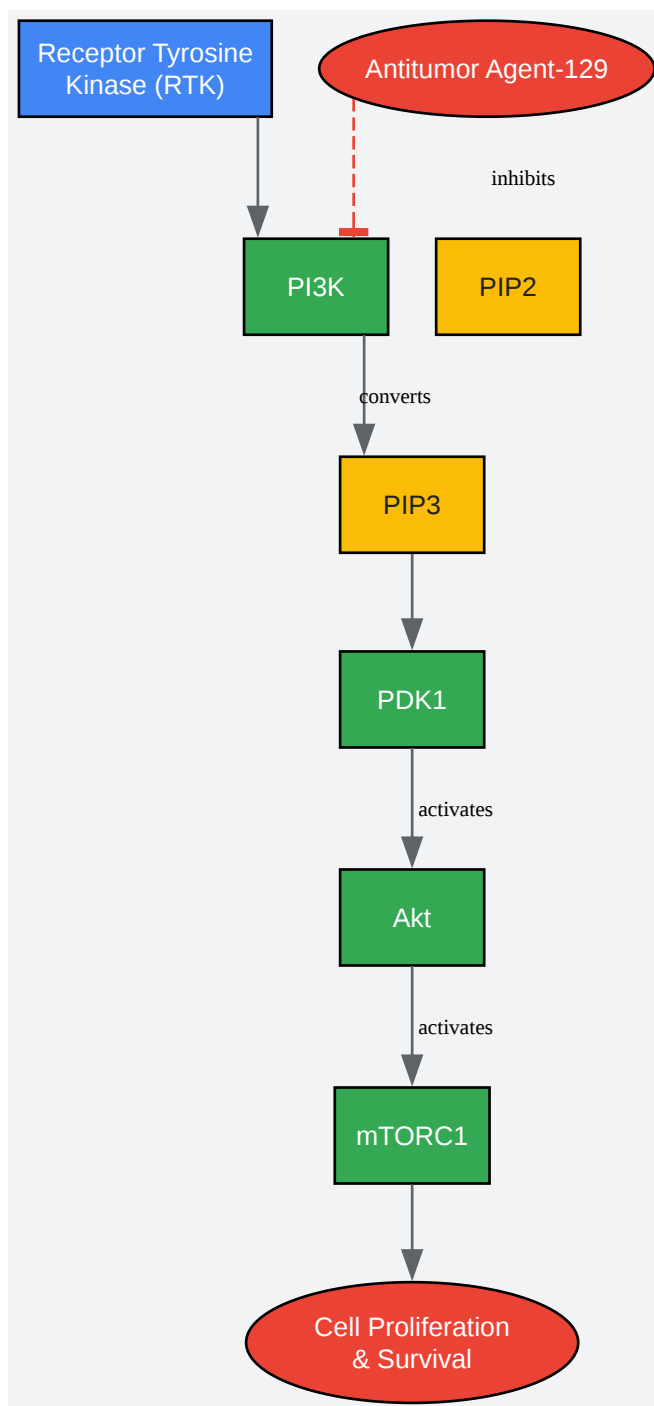 Receptor Tyrosine
Kinase (RTK)
Antitumor Agent-129
inhibits
PI3K
PIP2
converts
PIP3
PDK1
activates
Akt
activates
mTORC1
Cell Proliferation
& Survival